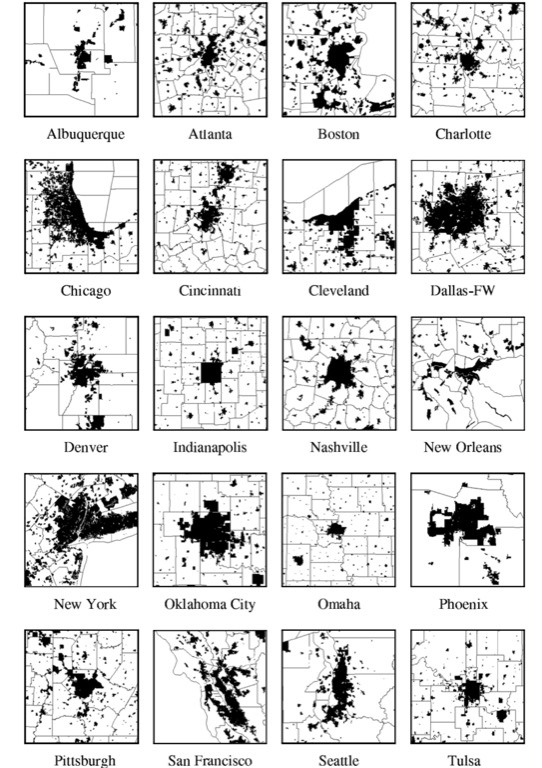 Albuquerque Atlanta Boston Charlotte
Chicago Cincinnati Cleveland Dallas-FW
Denver Indianapolis Nashville New Orleans
New York Oklahoma City Omaha Phoenix
Pittsburgh San Francisco Seattle Tulsa